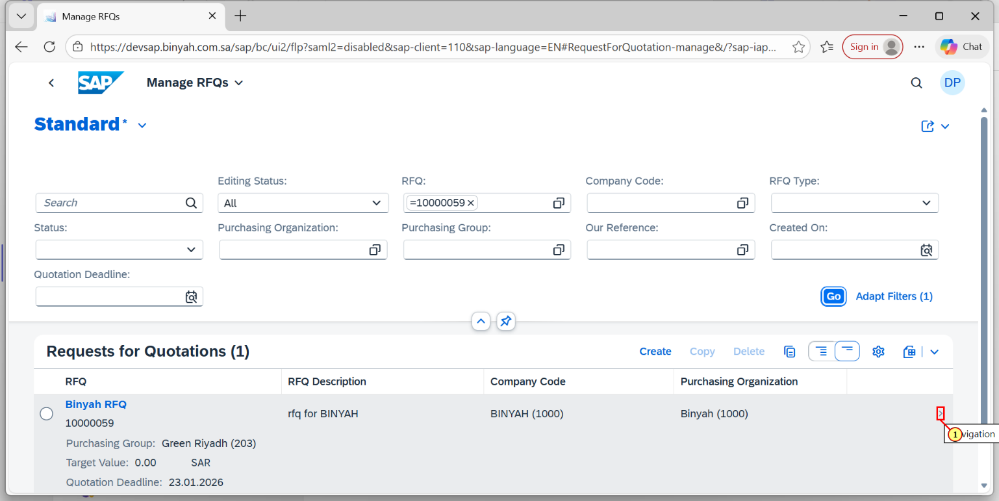 Manage RFQs
https://devsap.binyah.com.sa/sap/bc/ui2/flp?saml2=disabled&sap-client=110&sap-language=EN#RequestForQuotation-manage&/?sap-iap...
Sign in
Chat
SAP
Manage RFQs
DP
Standard *
Editing Status:
RFQ:
Company Code:
RFQ Type:
Search
All
=10000059
Status:
Purchasing Organization:
Purchasing Group:
Our Reference:
Created On:
Quotation Deadline:
Go
Adapt Filters (1)
Requests for Quotations (1)
Create
Copy
Delete
RFQ
RFQ Description
Company Code
Purchasing Organization
Binyah RFQ
10000059
rfq for BINYAH
BINYAH (1000)
Binyah (1000)
1
vigation
Purchasing Group: Green Riyadh (203)
Target Value: 0.00 SAR
Quotation Deadline: 23.01.2026